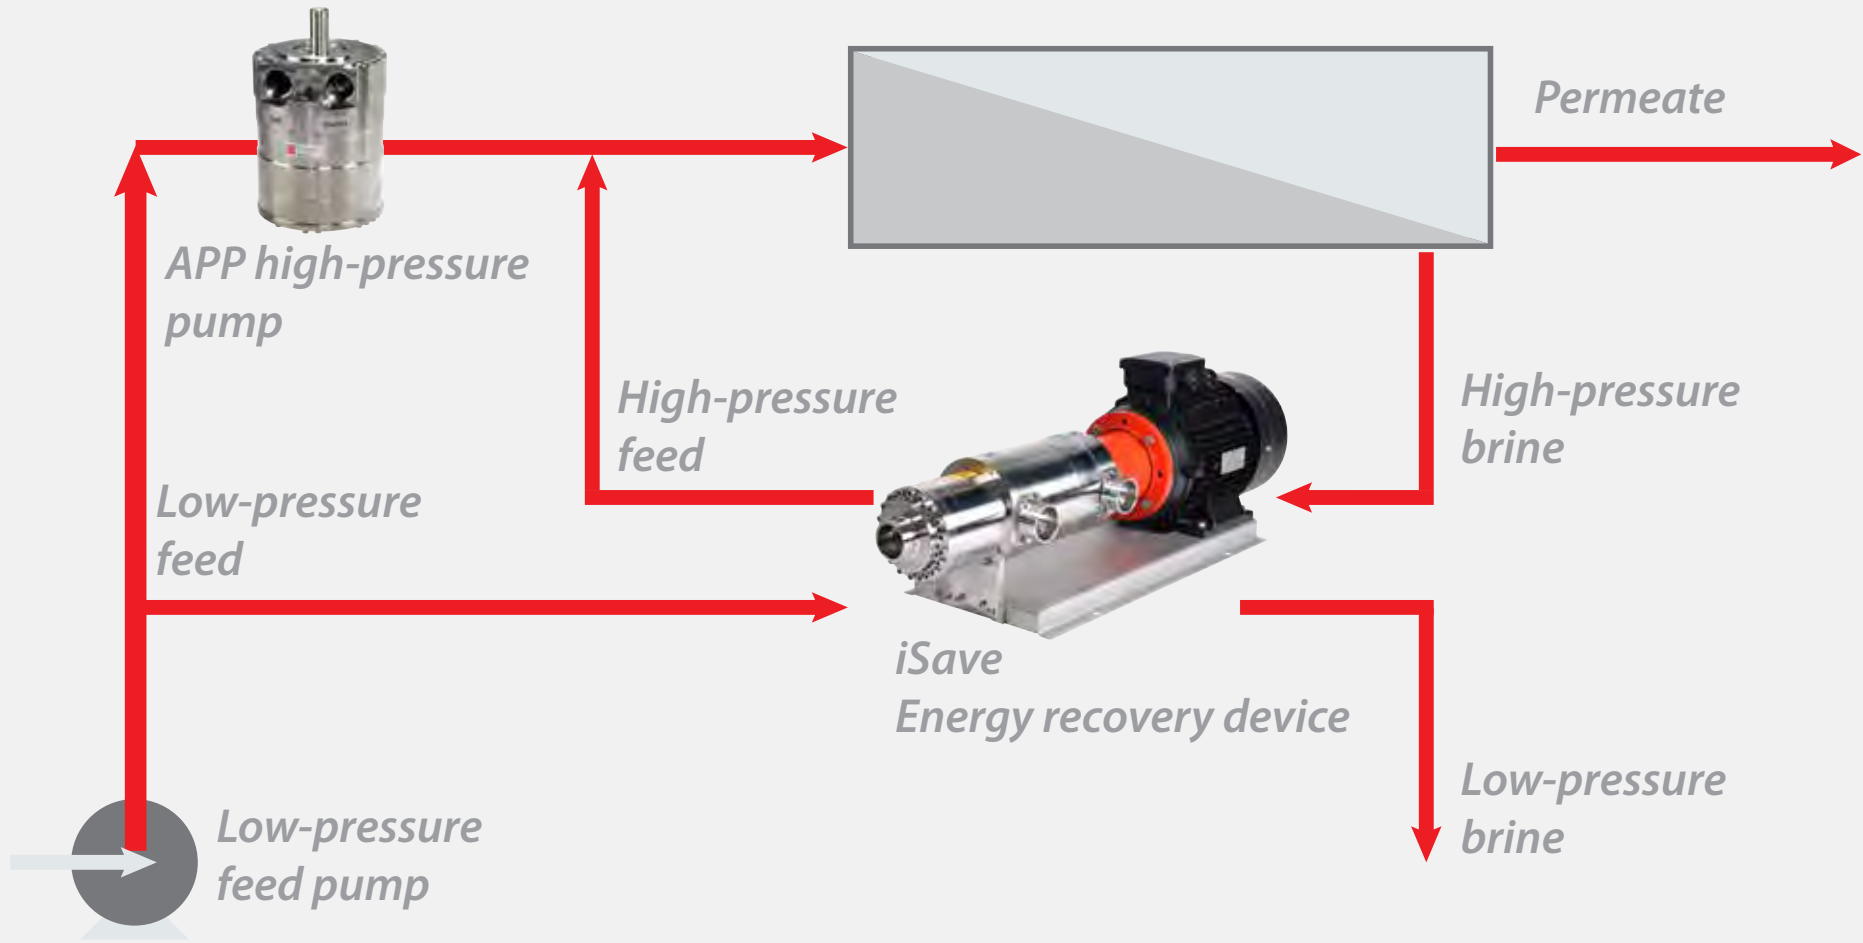 Permeate
APP high-pressure
pump
High-pressure
feed
High-pressure
brine
Low-pressure
feed
iSave
Energy recovery device
Low-pressure
brine
Low-pressure
feed pump